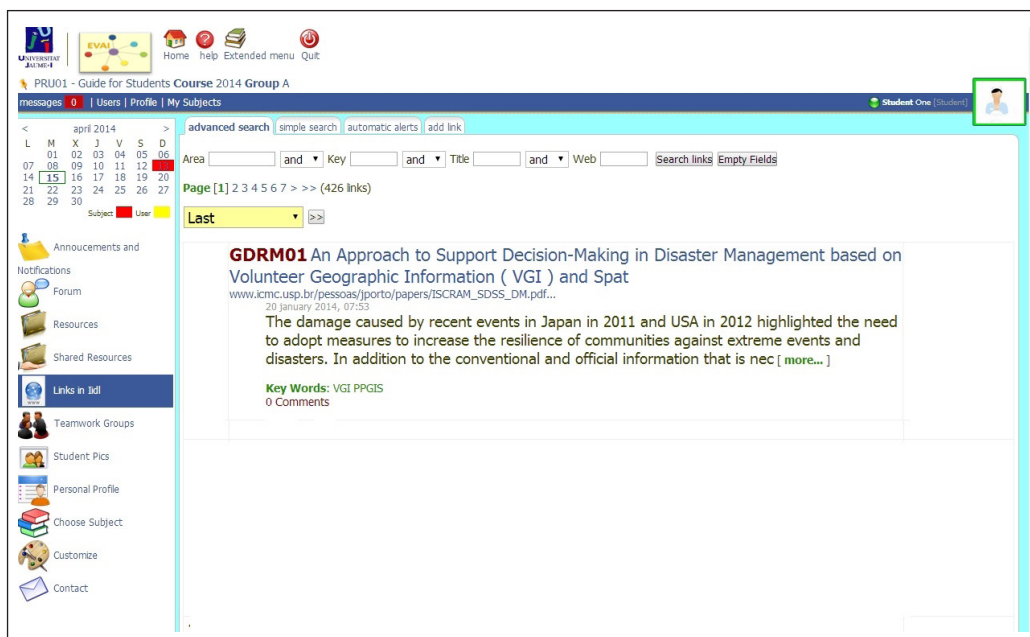 UNIVERSITAT
JAUME·I
EVAI
Home help Extended menu Quit
PRU01 - Guide for Students Course 2014 Group A
messages 0 | Users | Profile | My Subjects
Student One [Student]
< april 2014 >
L M X J V S D
01 02 03 04 05 06
07 08 09 10 11 12 13
14 15 16 17 18 19 20
21 22 23 24 25 26 27
28 29 30
Subject User
Annoucements and
Notifications
Forum
Resources
Shared Resources
Links in Iidl
Teamwork Groups
Student Pics
Personal Profile
Choose Subject
Customize
Contact
advanced search simple search automatic alerts add link
Area and Key and Title and Web Search links Empty Fields
Page [1] 2 3 4 5 6 7 > >> (426 links)
Last >>
GDRM01 An Approach to Support Decision-Making in Disaster Management based on
Volunteer Geographic Information ( VGI ) and Spat
www.icmc.usp.br/pessoas/jporto/papers/ISCRAM_SDSS_DM.pdf...
20 january 2014, 07:53
The damage caused by recent events in Japan in 2011 and USA in 2012 highlighted the need
to adopt measures to increase the resilience of communities against extreme events and
disasters. In addition to the conventional and official information that is nec [ more... ]
Key Words: VGI PPGIS
0 Comments